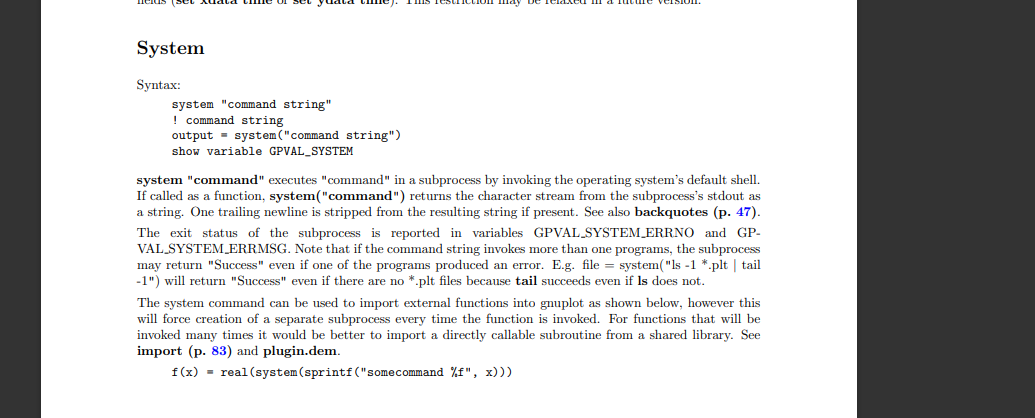 fields (set xdata time or set ydata time). This restriction may be relaxed in a future version.
System
Syntax:
system "command string"
! command string
output = system("command string")
show variable GPVAL_SYSTEM
system "command" executes "command" in a subprocess by invoking the operating system's default shell.
If called as a function, system("command") returns the character stream from the subprocess's stdout as
a string. One trailing newline is stripped from the resulting string if present. See also backquotes (p. 47).
The exit status of the subprocess is reported in variables GPVAL_SYSTEM_ERRNO and GP-
VAL_SYSTEM_ERRMSG. Note that if the command string invokes more than one programs, the subprocess
may return "Success" even if one of the programs produced an error. E.g. file = system("ls -1 *.plt | tail
-1") will return "Success" even if there are no *.plt files because tail succeeds even if ls does not.
The system command can be used to import external functions into gnuplot as shown below, however this
will force creation of a separate subprocess every time the function is invoked. For functions that will be
invoked many times it would be better to import a directly callable subroutine from a shared library. See
import (p. 83) and plugin.dem.
f(x) = real(system(sprintf("somecommand %f", x)))